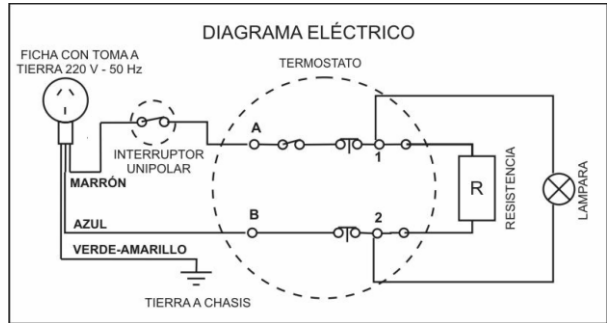 DIAGRAMA ELÉCTRICO
FICHA CON TOMA A
TIERRA 220 V - 50 Hz
TERMOSTATO
A
1
INTERRUPTOR
UNIPOLAR
MARRÓN
R
RESISTENCIA
LAMPARA
B
2
AZUL
VERDE-AMARILLO
TIERRA A CHASIS